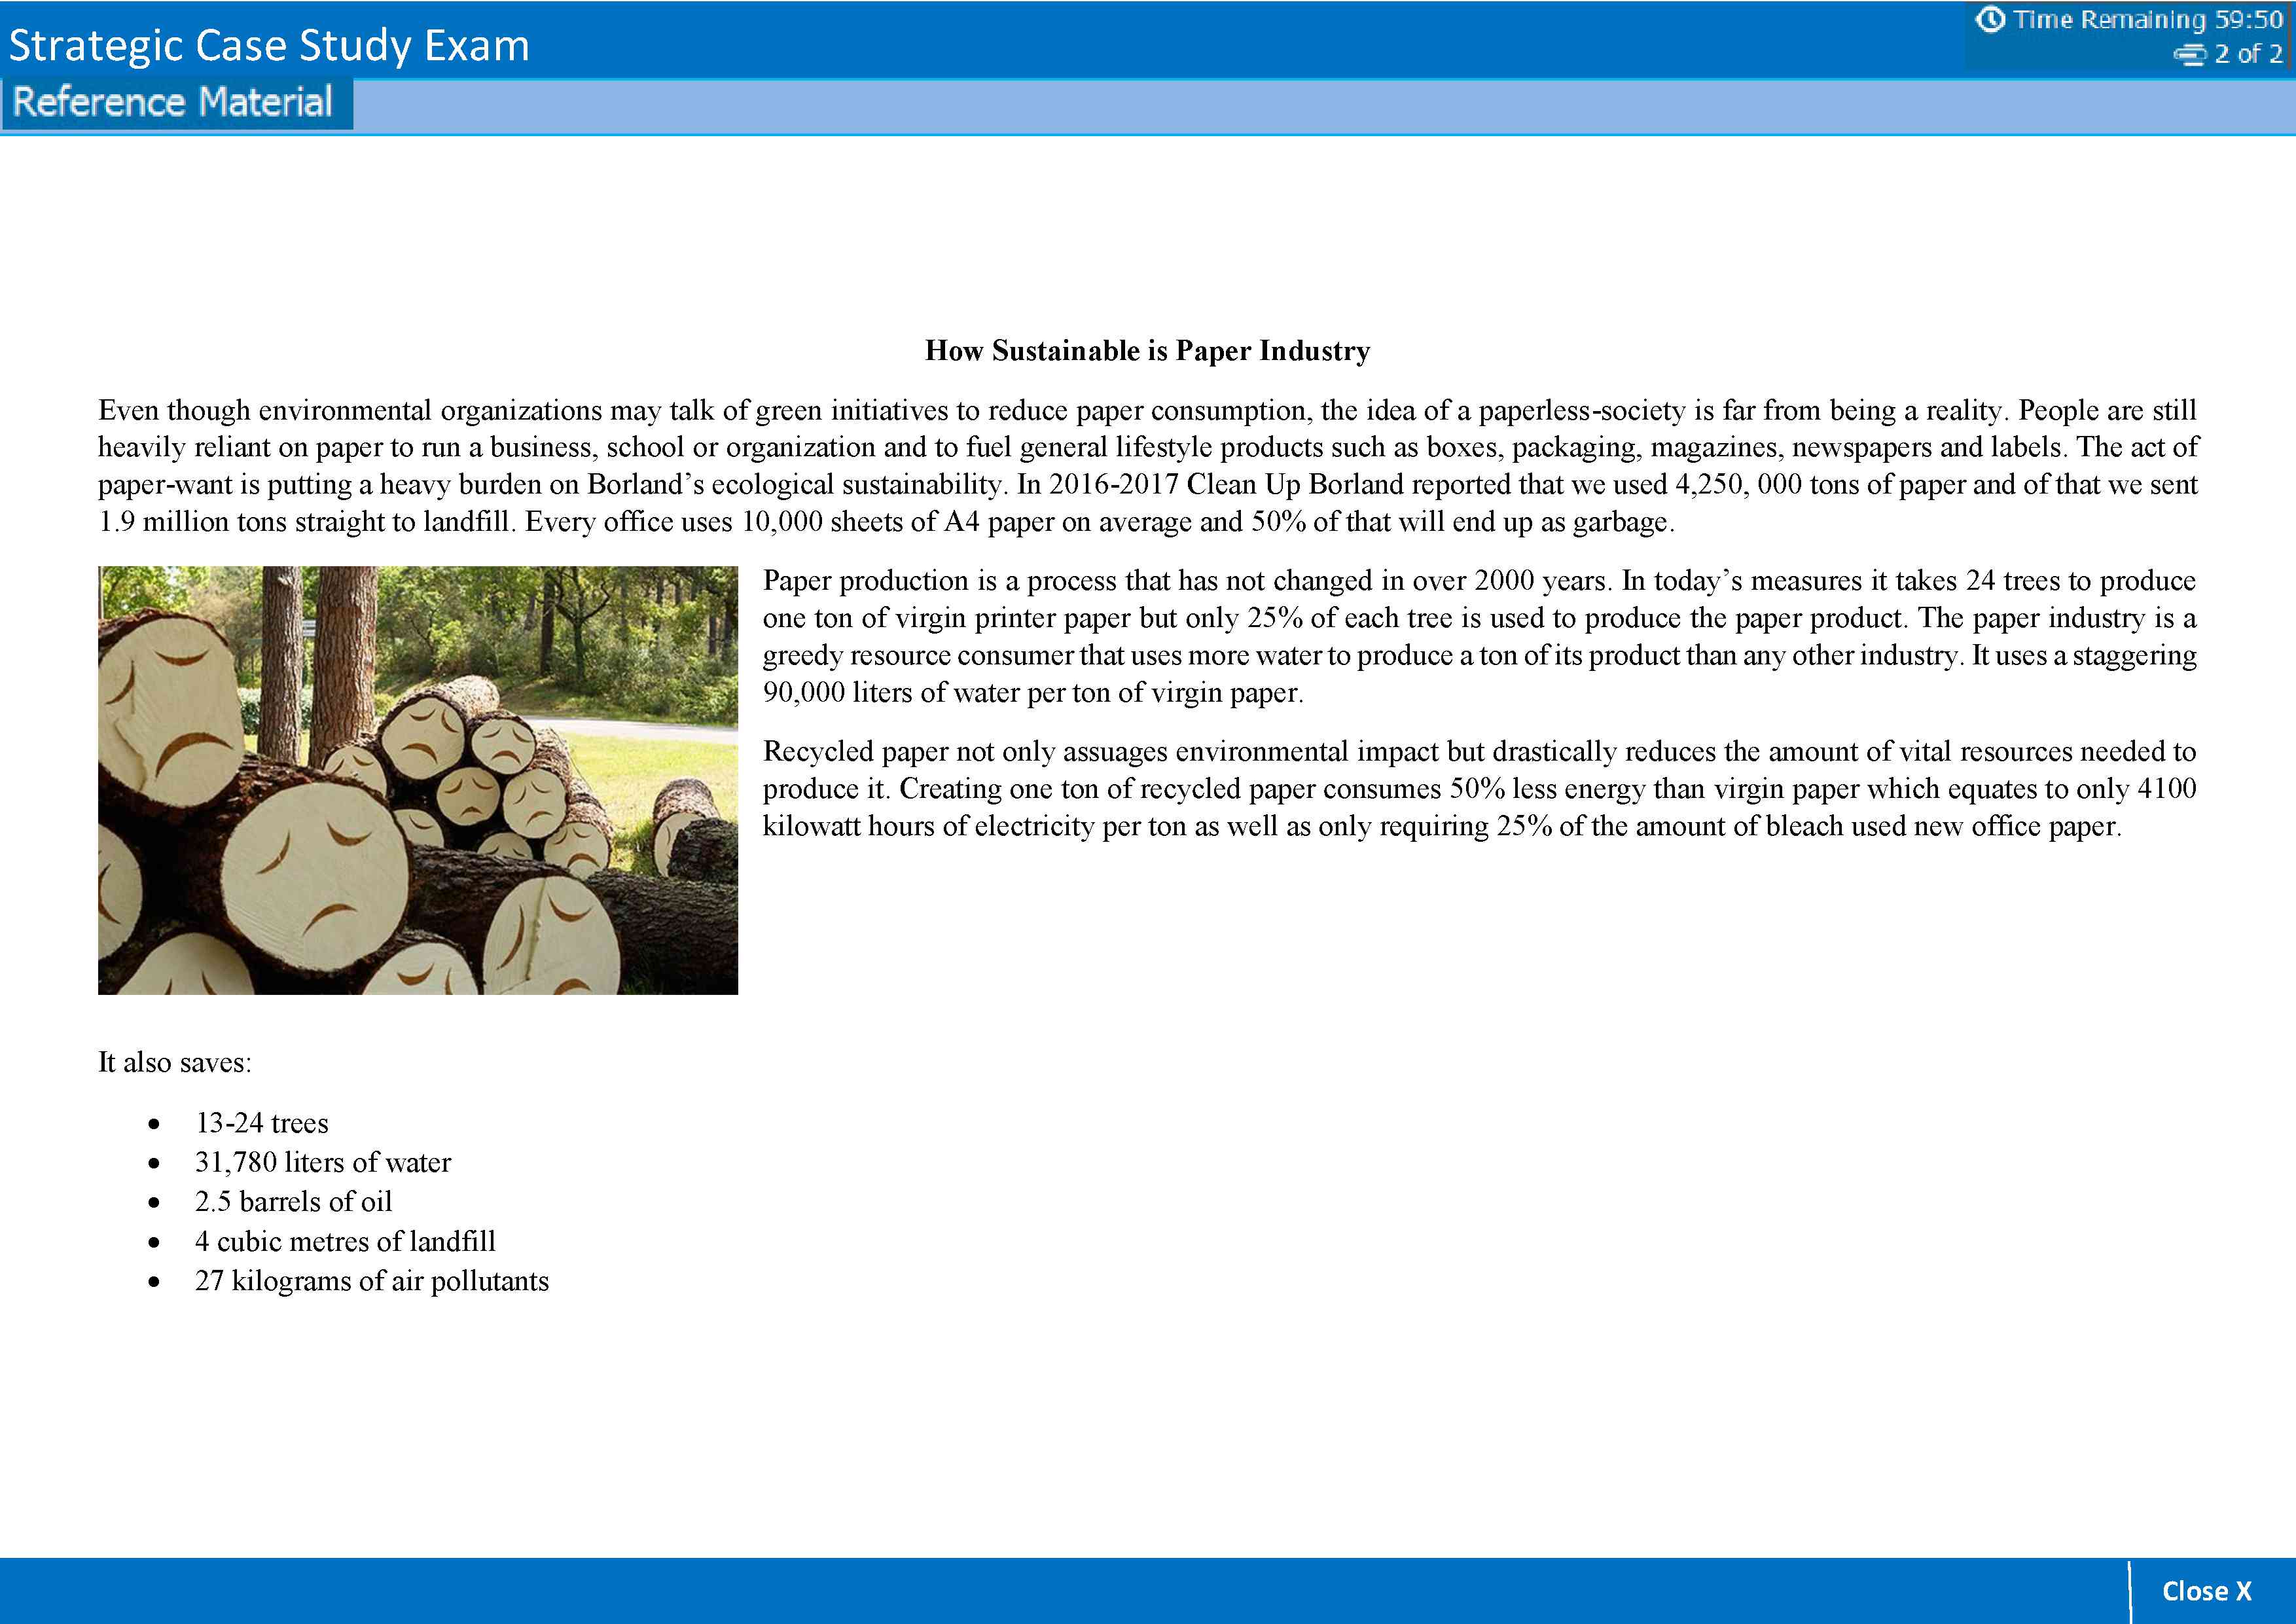 Strategic Case Study Exam
Time Remaining 59:50
2 of 2
Reference Material
How Sustainable is Paper Industry
Even though environmental organizations may talk of green initiatives to reduce paper consumption, the idea of a paperless-society is far from being a reality. People are still
heavily reliant on paper to run a business, school or organization and to fuel general lifestyle products such as boxes, packaging, magazines, newspapers and labels. The act of
paper-want is putting a heavy burden on Borland’s ecological sustainability. In 2016-2017 Clean Up Borland reported that we used 4,250, 000 tons of paper and of that we sent
1.9 million tons straight to landfill. Every office uses 10,000 sheets of A4 paper on average and 50% of that will end up as garbage.
Paper production is a process that has not changed in over 2000 years. In today’s measures it takes 24 trees to produce
one ton of virgin printer paper but only 25% of each tree is used to produce the paper product. The paper industry is a
greedy resource consumer that uses more water to produce a ton of its product than any other industry. It uses a staggering
90,000 liters of water per ton of virgin paper.
Recycled paper not only assuages environmental impact but drastically reduces the amount of vital resources needed to
produce it. Creating one ton of recycled paper consumes 50% less energy than virgin paper which equates to only 4100
kilowatt hours of electricity per ton as well as only requiring 25% of the amount of bleach used new office paper.
It also saves:
• 13-24 trees
• 31,780 liters of water
• 2.5 barrels of oil
• 4 cubic metres of landfill
• 27 kilograms of air pollutants
Close X